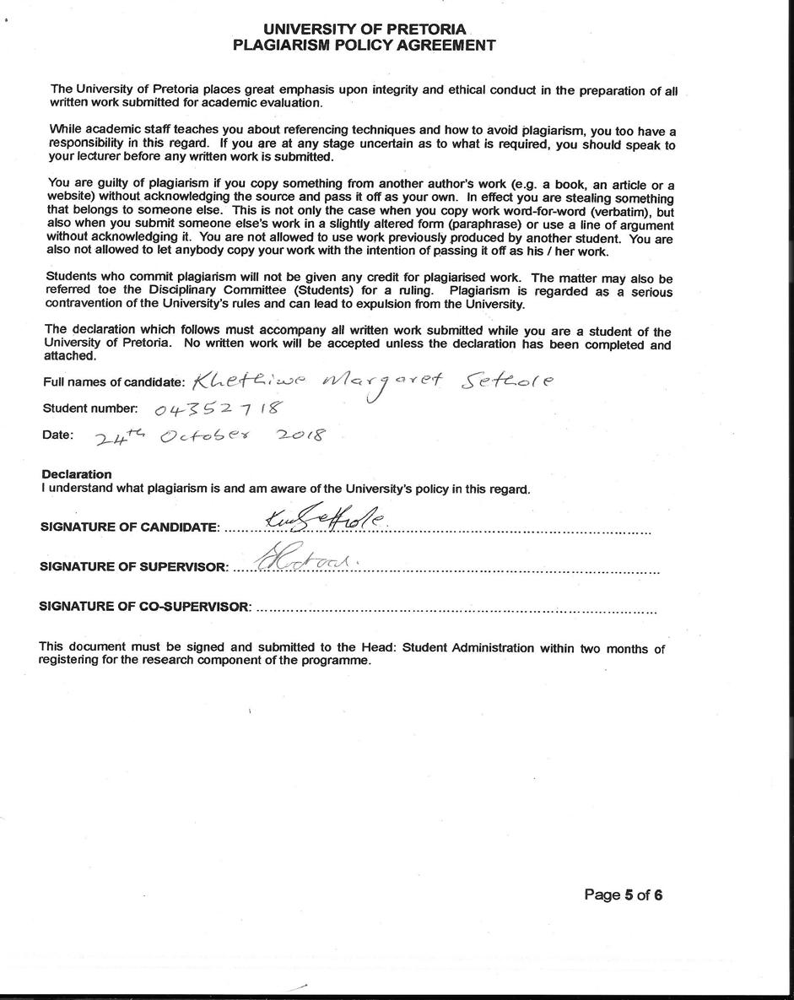 UNIVERSITY OF PRETORIA
PLAGIARISM POLICY AGREEMENT
The University of Pretoria places great emphasis upon integrity and ethical conduct in the preparation of all
written work submitted for academic evaluation.
While academic staff teaches you about referencing techniques and how to avoid plagiarism, you too have a
responsibility in this regard. If you are at any stage uncertain as to what is required, you should speak to
your lecturer before any written work is submitted.
You are guilty of plagiarism if you copy something from another author's work (e.g. a book, an article or a
website) without acknowledging the source and pass it off as your own. In effect you are stealing something
that belongs to someone else. This is not only the case when you copy work word-for-word (verbatim), but
also when you submit someone else's work in a slightly altered form (paraphrase) or use a line of argument
without acknowledging it. You are not allowed to use work previously produced by another student. You are
also not allowed to let anybody copy your work with the intention of passing it off as his / her work.
Students who commit plagiarism will not be given any credit for plagiarised work. The matter may also be
referred toe the Disciplinary Committee (Students) for a ruling. Plagiarism is regarded as a serious
contravention of the University's rules and can lead to expulsion from the University.
The declaration which follows must accompany all written work submitted while you are a student of the
University of Pretoria. No written work will be accepted unless the declaration has been completed and
attached.
Full names of candidate: Khethiwe Margaret Sethole
Student number: 04352718
Date: 24th October 2018
Declaration
I understand what plagiarism is and am aware of the University's policy in this regard.
SIGNATURE OF CANDIDATE: KMSethole
SIGNATURE OF SUPERVISOR:
SIGNATURE OF CO-SUPERVISOR:
This document must be signed and submitted to the Head: Student Administration within two months of
registering for the research component of the programme.
Page 5 of 6